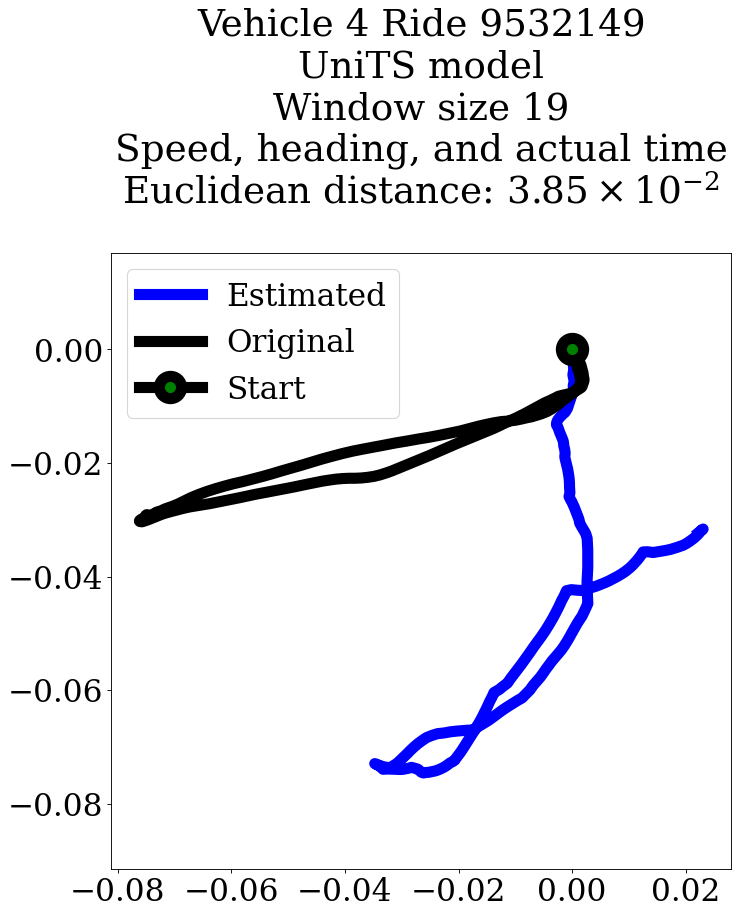 Vehicle 4 Ride 9532149
UniTS model
Window size 19
Speed, heading, and actual time
Euclidean distance: 3.85 × 10⁻²
Estimated
Original
Start
0.00
−0.02
−0.04
−0.06
−0.08
−0.08 −0.06 −0.04 −0.02 0.00 0.02